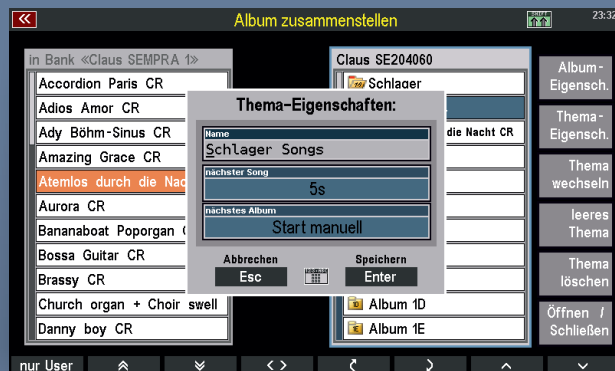 Album zusammenstellen
23:32
in Bank «Claus SEMPRA 1»
Accordion Paris CR
Adios Amor CR
Ady Böhm-Sinus CR
Amazing Grace CR
Atemlos durch die
Aurora CR
Bananaboat Poporgan
Bossa Guitar CR
Brassy CR
Church organ + Choir swell
Danny boy CR
Claus SE204060
Schlager
die Nacht CR
Album 1D
Album 1E
Thema-Eigenschaften:
Name
Schlager Songs
nächster Song
5s
nächstes Album
Start manuell
Abbrechen
Esc
Speichern
Enter
Album-
Eigensch.
Thema-
Eigensch.
Thema
wechseln
leeres
Thema
Thema
löschen
Öffnen /
Schließen
nur User